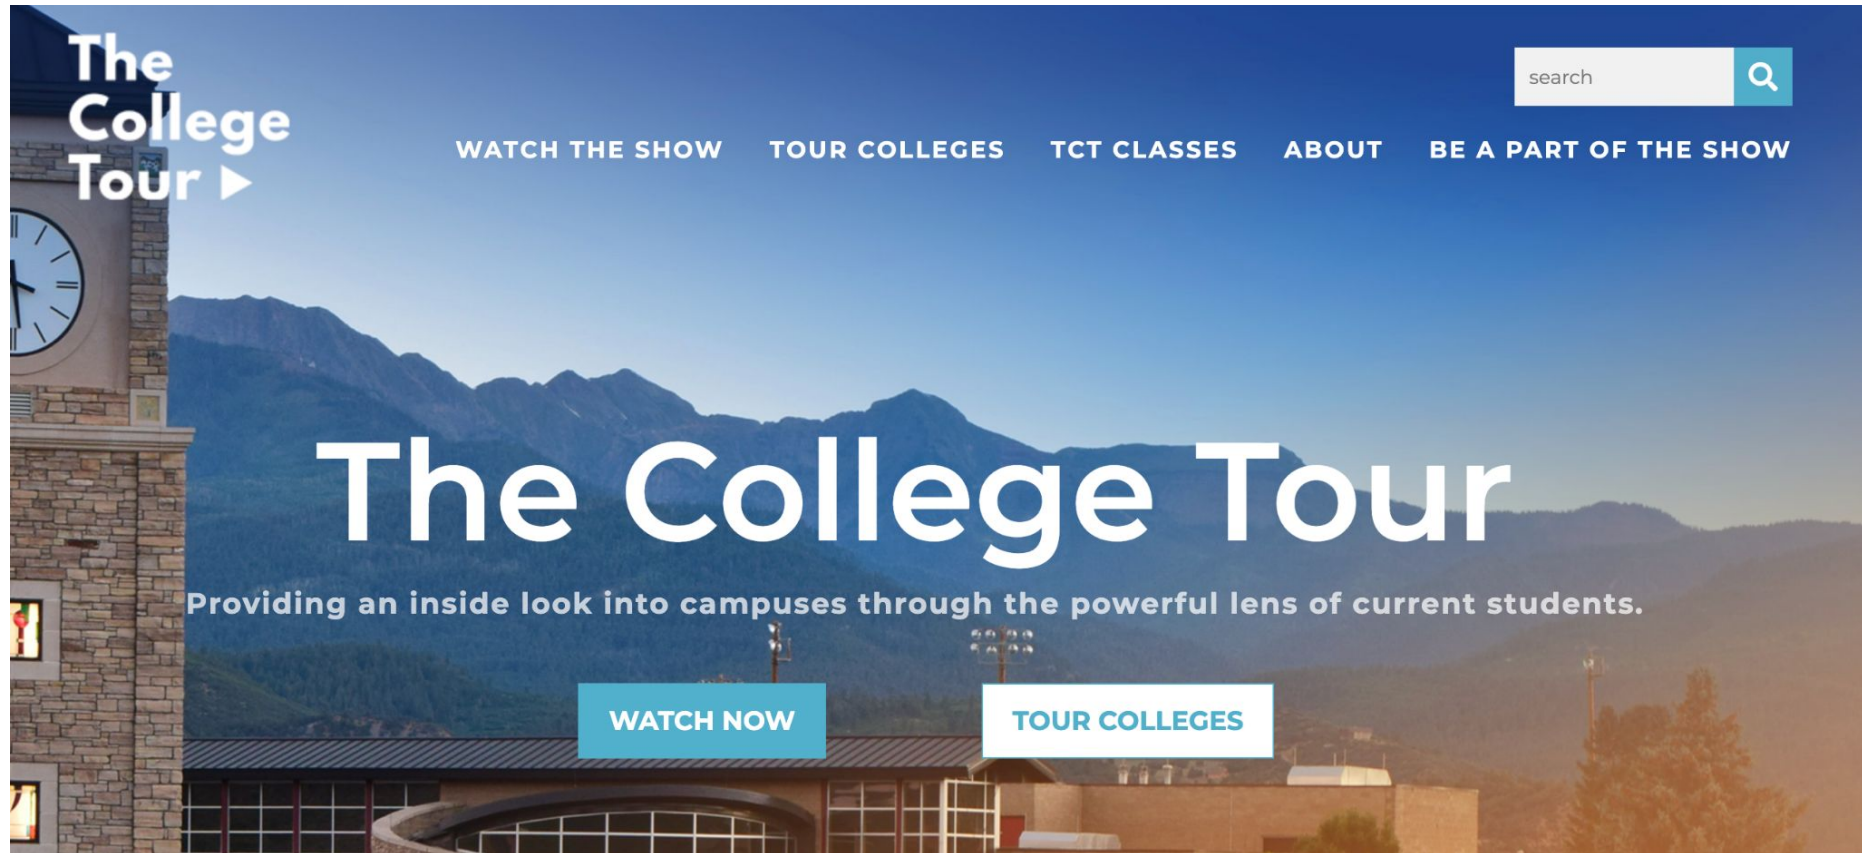 The
College
Tour
search
WATCH THE SHOW TOUR COLLEGES TCT CLASSES ABOUT BE A PART OF THE SHOW
The College Tour
Providing an inside look into campuses through the powerful lens of current students.
WATCH NOW TOUR COLLEGES